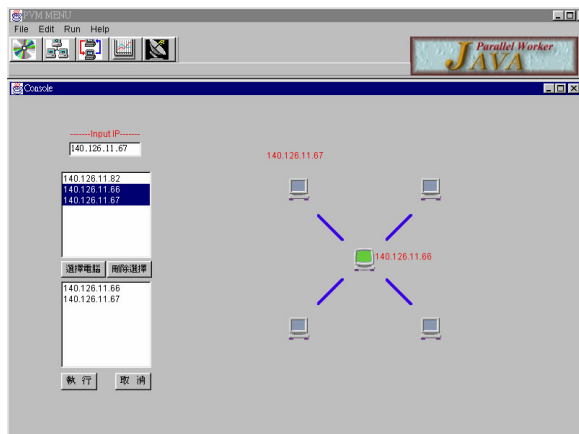 PVM MENU
File Edit Run Help
Parallel Worker
JAVA
Console
-------Input IP-------
140.126.11.67
140.126.11.82
140.126.11.66
140.126.11.67
選擇電腦 刪除選擇
140.126.11.66
140.126.11.67
執 行 取 消
140.126.11.67
140.126.11.66